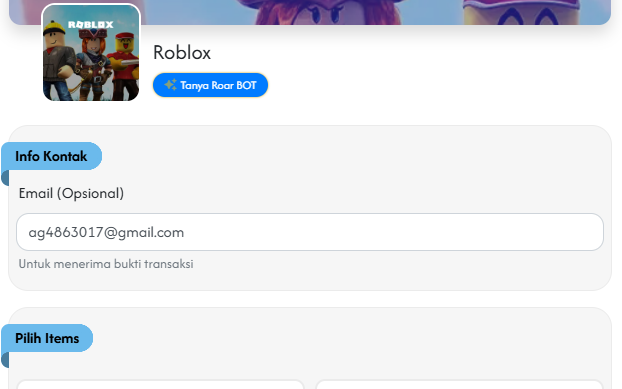 ROBLOX
Roblox
✨ Tanya Roar BOT
Info Kontak
Email (Opsional)
ag4863017@gmail.com
Untuk menerima bukti transaksi
Pilih Items